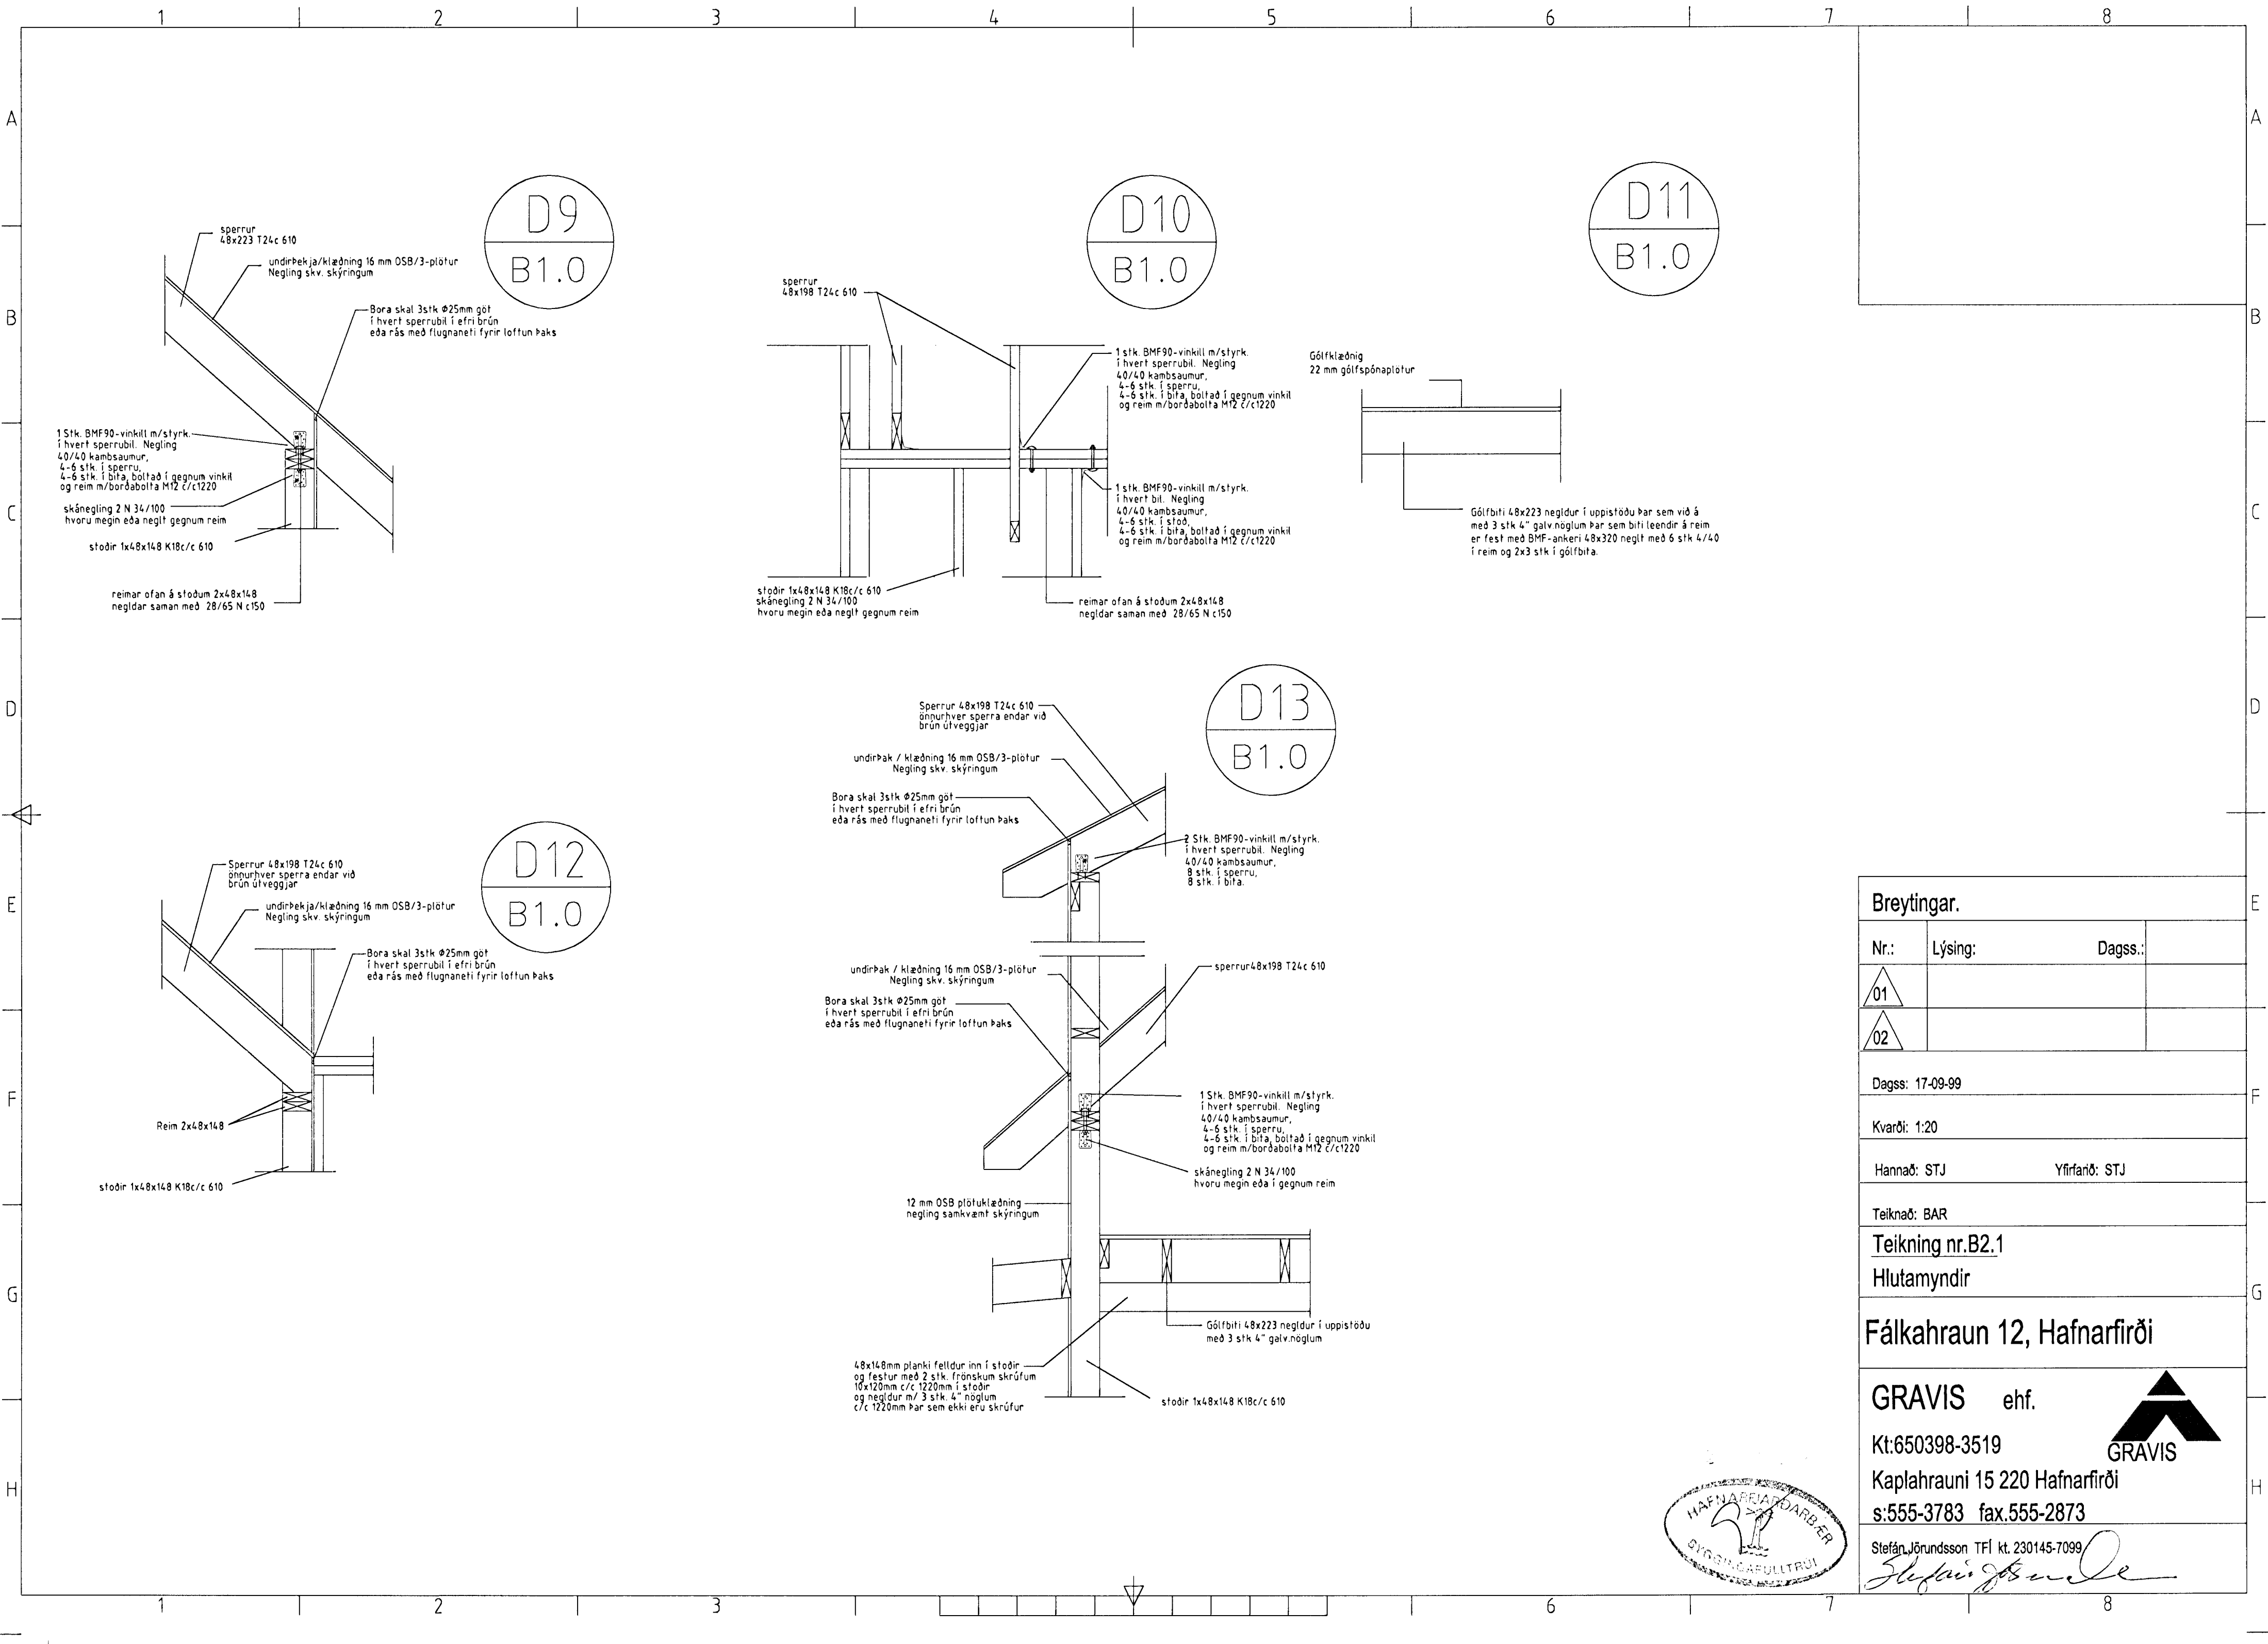 1 2 3 4 5 6 7 8
A A
B B
C C
D D
E E
F F
G G
H H
D9
B1.0
sperrur
48x223 T24c 610
undirþekja/klæðning 16 mm OSB/3-plötur
Negling skv. skýringum
Bora skal 3stk Φ25mm göt
í hvert sperrubil í efri brún
eða rás með flugnaneti fyrir loftun þaks
1 Stk. BMF90-vinkill m/styrk.
í hvert sperrubil. Negling
40/40 kambsaumur,
4-6 stk. í sperru,
4-6 stk. í bita, boltað í gegnum vinkil
og reim m/borðabolta M12 c/c1220
skánegling 2 N 34/100
hvoru megin eða neglt gegnum reim
stoðir 1x48x148 K18c/c 610
reimar ofan á stoðum 2x48x148
negldar saman með 28/65 N c150
D10
B1.0
sperrur
48x198 T24c 610
1 stk. BMF90-vinkill m/styrk.
í hvert sperrubil. Negling
40/40 kambsaumur,
4-6 stk. í sperru,
4-6 stk. í bita, boltað í gegnum vinkil
og reim m/borðabolta M12 c/c1220
1 stk. BMF90-vinkill m/styrk.
í hvert bil. Negling
40/40 kambsaumur,
4-6 stk. í stoð,
4-6 stk. í bita, boltað í gegnum vinkil
og reim m/borðabolta M12 c/c1220
stoðir 1x48x148 K18c/c 610
skánegling 2 N 34/100
hvoru megin eða neglt gegnum reim
reimar ofan á stoðum 2x48x148
negldar saman með 28/65 N c150
D11
B1.0
Gólfklæðnig
22 mm gólfspónaplötur
Gólfbiti 48x223 negldur í uppistöðu þar sem við á
með 3 stk 4" galv.nöglum þar sem biti leendir á reim
er fest með BMF-ankeri 48x320 neglt með 6 stk 4/40
í reim og 2x3 stk í gólfbita.
D12
B1.0
Sperrur 48x198 T24c 610
önnurhver sperra endar við
brún útveggjar
undirþekja/klæðning 16 mm OSB/3-plötur
Negling skv. skýringum
Bora skal 3stk Φ25mm göt
í hvert sperrubil í efri brún
eða rás með flugnaneti fyrir loftun þaks
Reim 2x48x148
stoðir 1x48x148 K18c/c 610
D13
B1.0
Sperrur 48x198 T24c 610
önnurhver sperra endar við
brún útveggjar
undirþak / klæðning 16 mm OSB/3-plötur
Negling skv. skýringum
Bora skal 3stk Φ25mm göt
í hvert sperrubil í efri brún
eða rás með flugnaneti fyrir loftun þaks
2 Stk. BMF90-vinkill m/styrk.
í hvert sperrubil. Negling
40/40 kambsaumur,
8 stk. í sperru,
8 stk. í bita.
undirþak / klæðning 16 mm OSB/3-plötur
Negling skv. skýringum
sperrur48x198 T24c 610
Bora skal 3stk Φ25mm göt
í hvert sperrubil í efri brún
eða rás með flugnaneti fyrir loftun þaks
1 Stk. BMF90-vinkill m/styrk.
í hvert sperrubil. Negling
40/40 kambsaumur,
4-6 stk. í sperru,
4-6 stk. í bita, boltað í gegnum vinkil
og reim m/borðabolta M12 c/c1220
skánegling 2 N 34/100
hvoru megin eða í gegnum reim
12 mm OSB plötuklæðning
negling samkvæmt skýringum
Gólfbiti 48x223 negldur í uppistöðu
með 3 stk 4" galv.nöglum
48x148mm planki felldur inn í stoðir
og festur með 2 stk. frönskum skrúfum
10x120mm c/c 1220mm í stoðir
og negldur m/ 3 stk. 4" nöglum
c/c 1220mm þar sem ekki eru skrúfur
stoðir 1x48x148 K18c/c 610
Breytingar.
Nr.: Lýsing: Dagss.:
01
02
Dagss: 17-09-99
Kvarði: 1:20
Hannað: STJ Yfirfarið: STJ
Teiknað: BAR
Teikning nr.B2.1
Hlutamyndir
Fálkahraun 12, Hafnarfirði
GRAVIS ehf.
GRAVIS
Kt:650398-3519
Kaplahrauni 15 220 Hafnarfirði
s:555-3783 fax.555-2873
Stefán Jörundsson TFÍ kt. 230145-7099
HAFNARFJARÐARBÆR
BYGGINGAFULLTRÚI
1 2 3 6 7 8